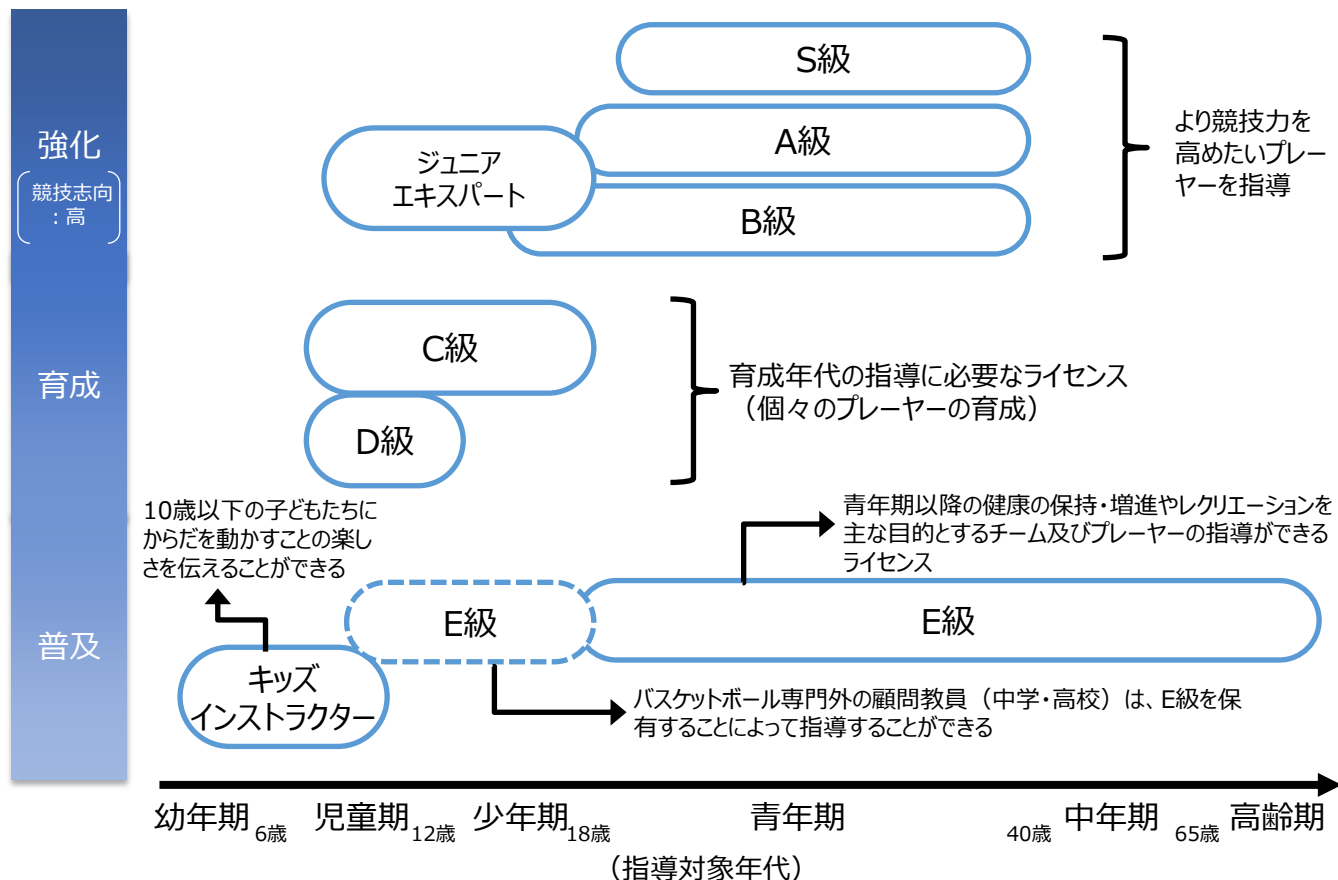 強化
競技志向
：高
育成
普及
S級
A級
ジュニア
エキスパート
B級
より競技力を
高めたいプレー
ヤーを指導
C級
D級
育成年代の指導に必要なライセンス
（個々のプレーヤーの育成）
10歳以下の子どもたちに
からだを動かすことの楽し
さを伝えることができる
青年期以降の健康の保持・増進やレクリエーションを
主な目的とするチーム及びプレーヤーの指導ができる
ライセンス
E級
E級
キッズ
インストラクター
バスケットボール専門外の顧問教員（中学・高校）は、E級を保
有することによって指導することができる
幼年期 6歳 児童期 12歳 少年期 18歳 青年期 40歳 中年期 65歳 高齢期
（指導対象年代）